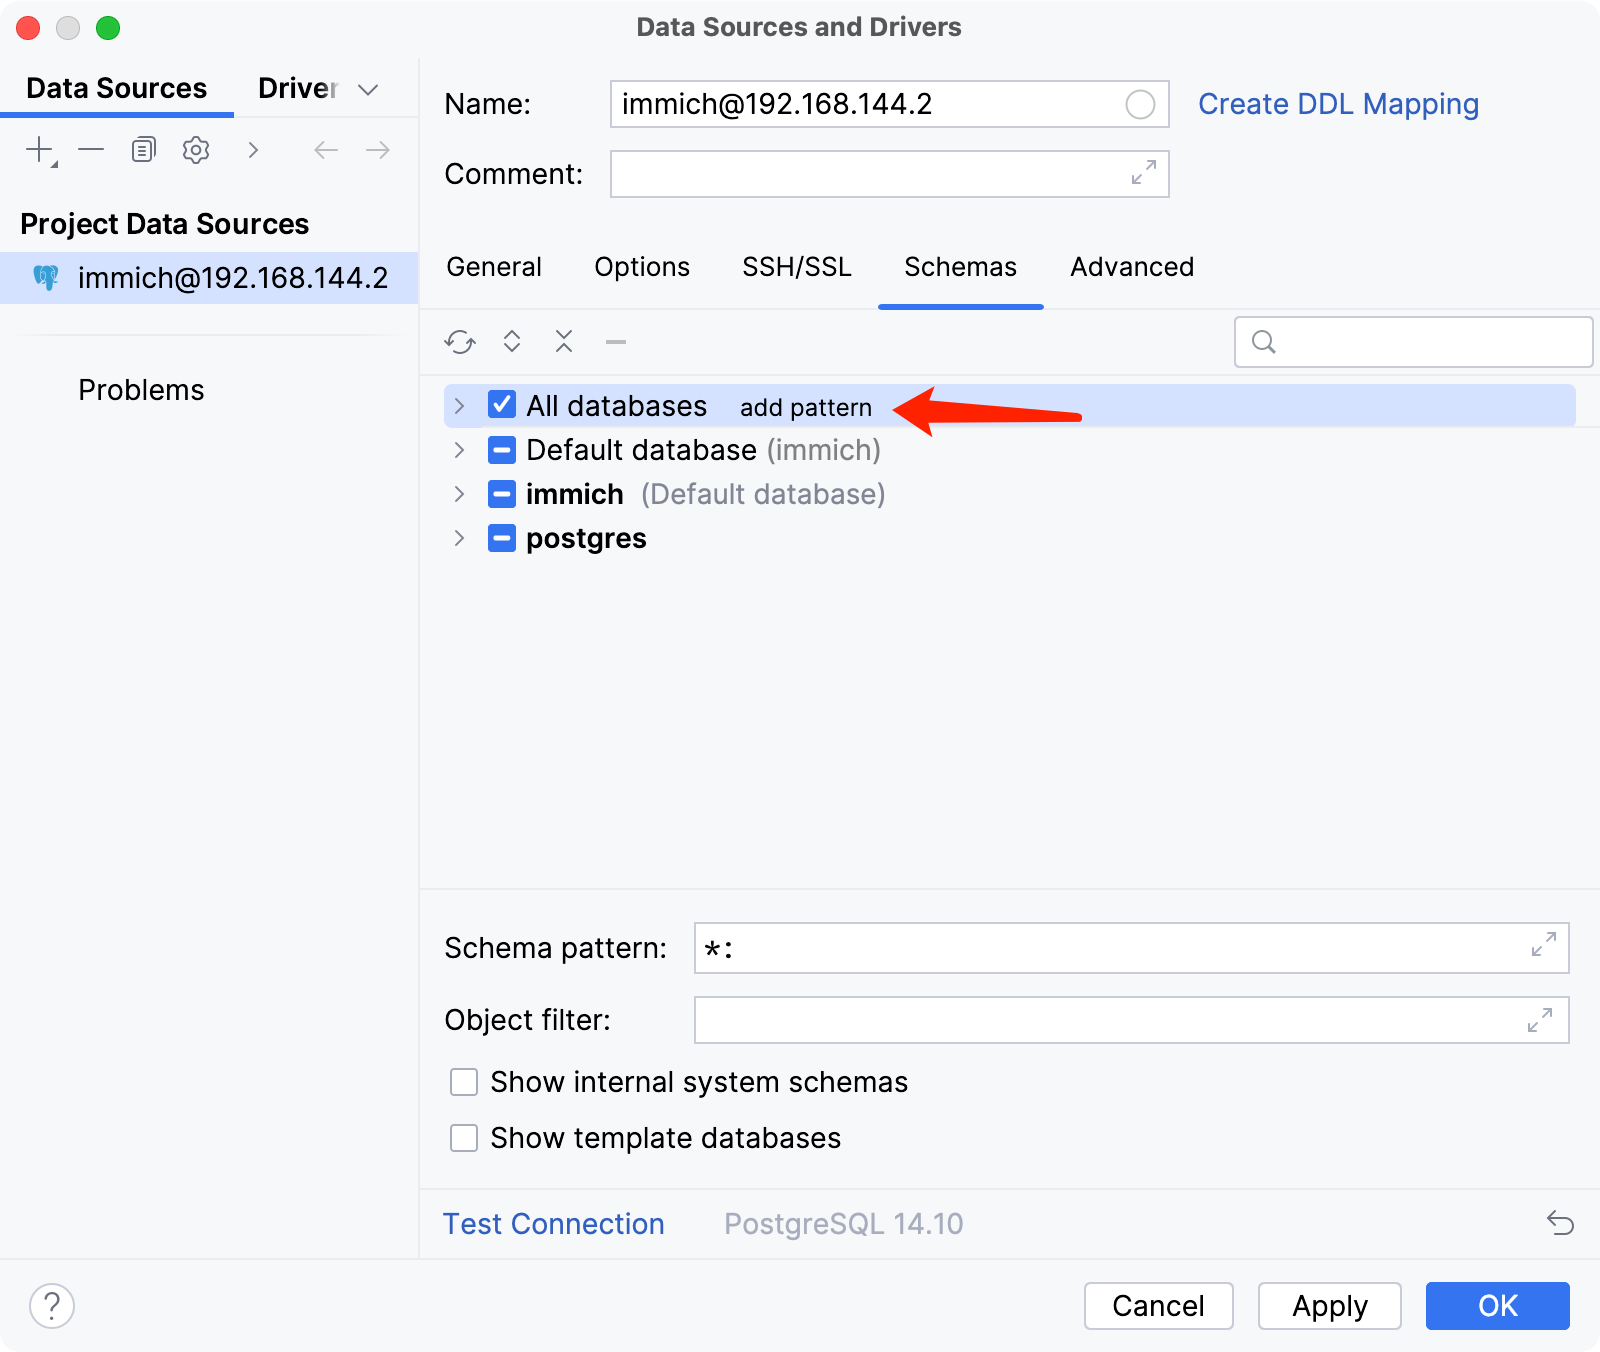 Data Sources and Drivers
Data Sources Driver
Name: immich@192.168.144.2 Create DDL Mapping
Comment:
Project Data Sources
immich@192.168.144.2
Problems
General Options SSH/SSL Schemas Advanced
All databases add pattern
Default database (immich)
immich (Default database)
postgres
Schema pattern: *:
Object filter:
Show internal system schemas
Show template databases
Test Connection PostgreSQL 14.10
? Cancel Apply OK